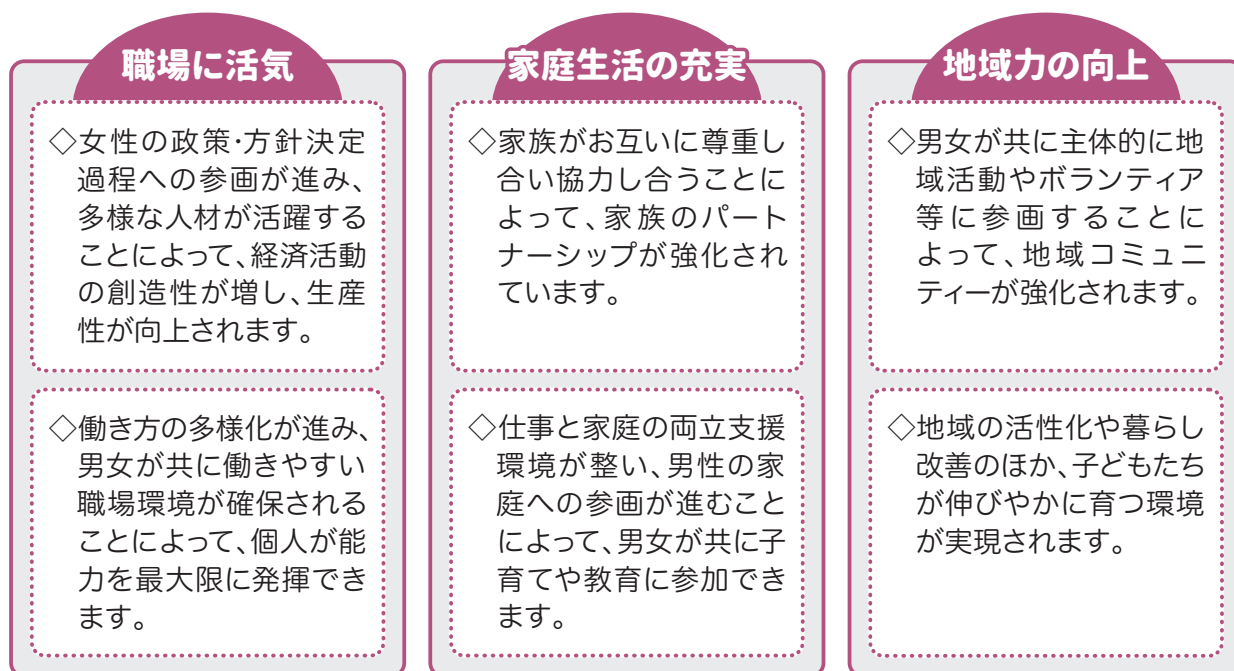 職場に活気
◇女性の政策･方針決定
過程への参画が進み、
多様な人材が活躍する
ことによって、経済活動
の創造性が増し、生産
性が向上されます。
◇働き方の多様化が進み、
男女が共に働きやすい
職場環境が確保される
ことによって、個人が能
力を最大限に発揮でき
ます。
家庭生活の充実
◇家族がお互いに尊重し
合い協力し合うことに
よって、家族のパート
ナーシップが強化され
ています。
◇仕事と家庭の両立支援
環境が整い、男性の家
庭への参画が進むこと
によって、男女が共に子
育てや教育に参加でき
ます。
地域力の向上
◇男女が共に主体的に地
域活動やボランティア
等に参画することに
よって、地域コミュニ
ティーが強化されます。
◇地域の活性化や暮らし
改善のほか、子どもたち
が伸びやかに育つ環境
が実現されます。